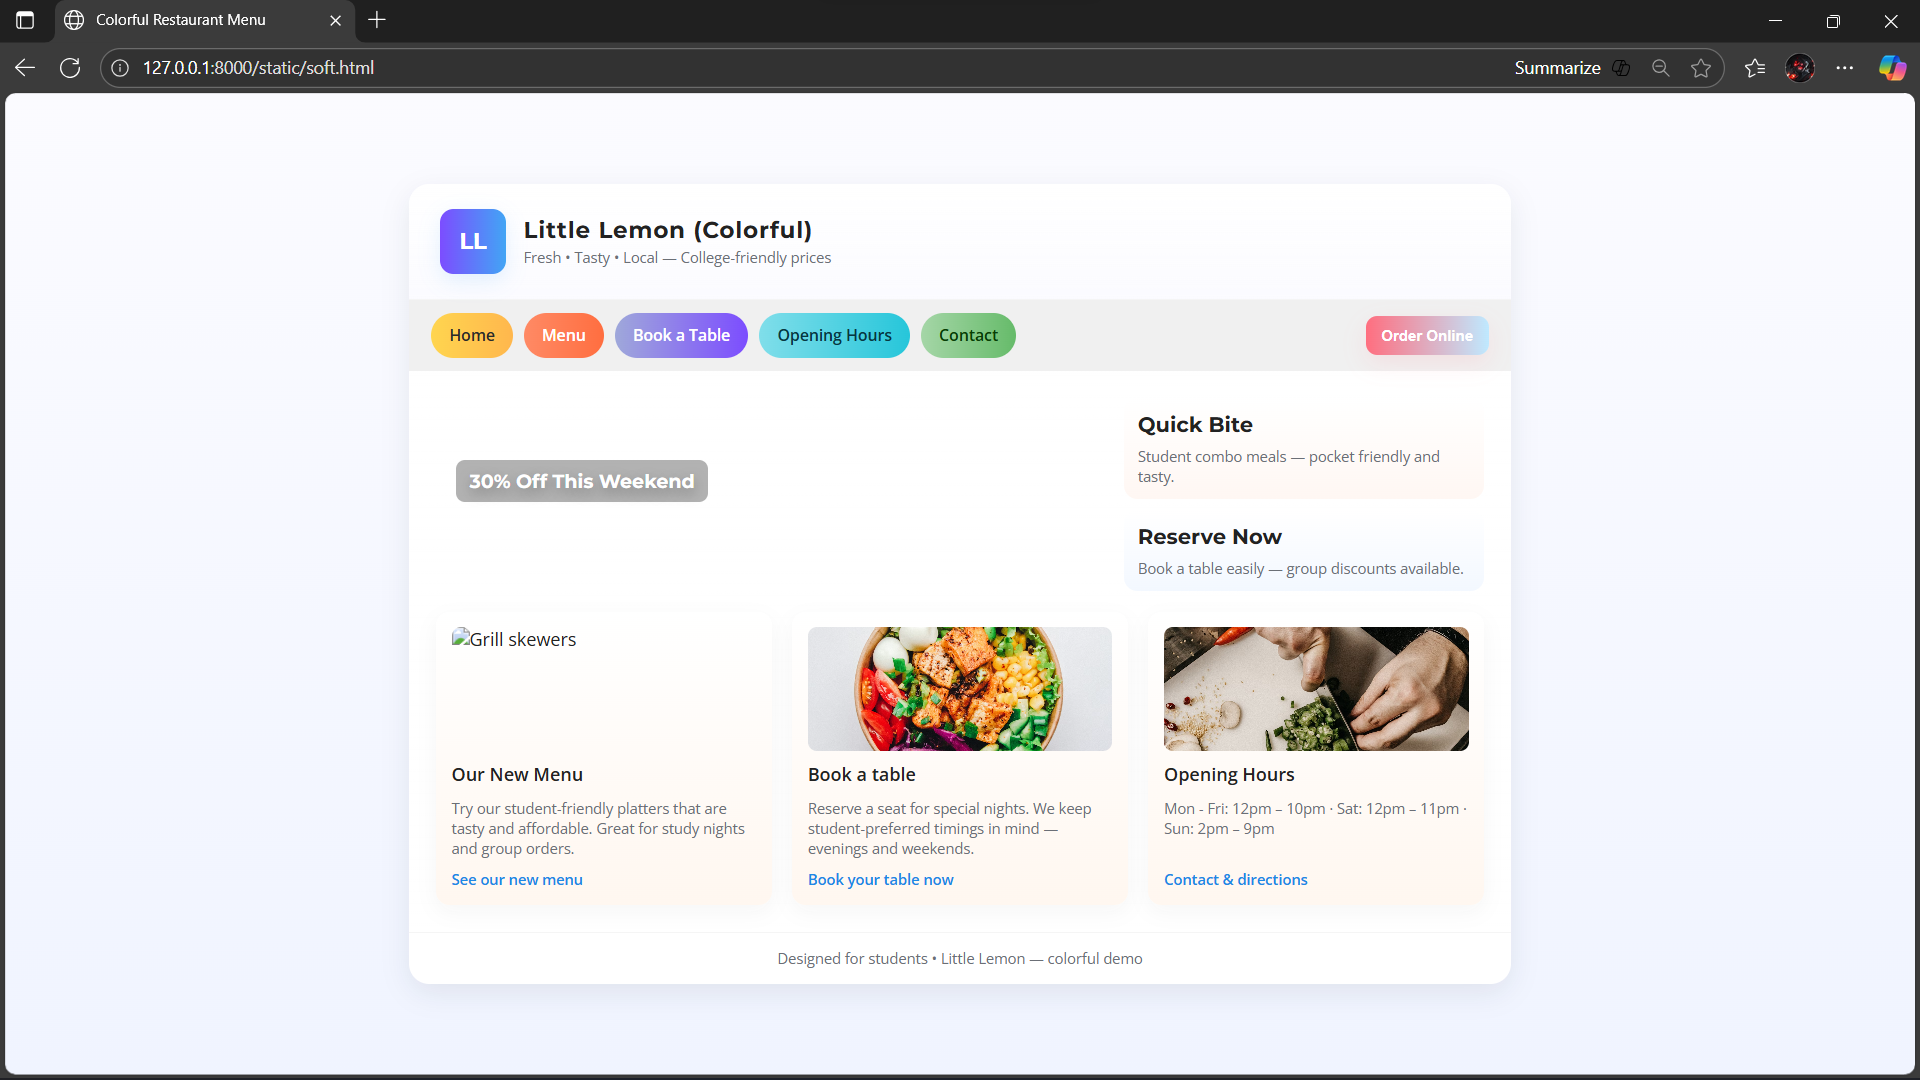 Colorful Restaurant Menu
127.0.0.1:8000/static/soft.html
Summarize
LL
Little Lemon (Colorful)
Fresh • Tasty • Local — College-friendly prices
Home
Menu
Book a Table
Opening Hours
Contact
Order Online
30% Off This Weekend
Quick Bite
Student combo meals — pocket friendly and
tasty.
Reserve Now
Book a table easily — group discounts available.
Grill skewers
Our New Menu
Try our student-friendly platters that are
tasty and affordable. Great for study nights
and group orders.
See our new menu
Book a table
Reserve a seat for special nights. We keep
student-preferred timings in mind —
evenings and weekends.
Book your table now
Opening Hours
Mon - Fri: 12pm – 10pm · Sat: 12pm – 11pm ·
Sun: 2pm – 9pm
Contact & directions
Designed for students • Little Lemon — colorful demo